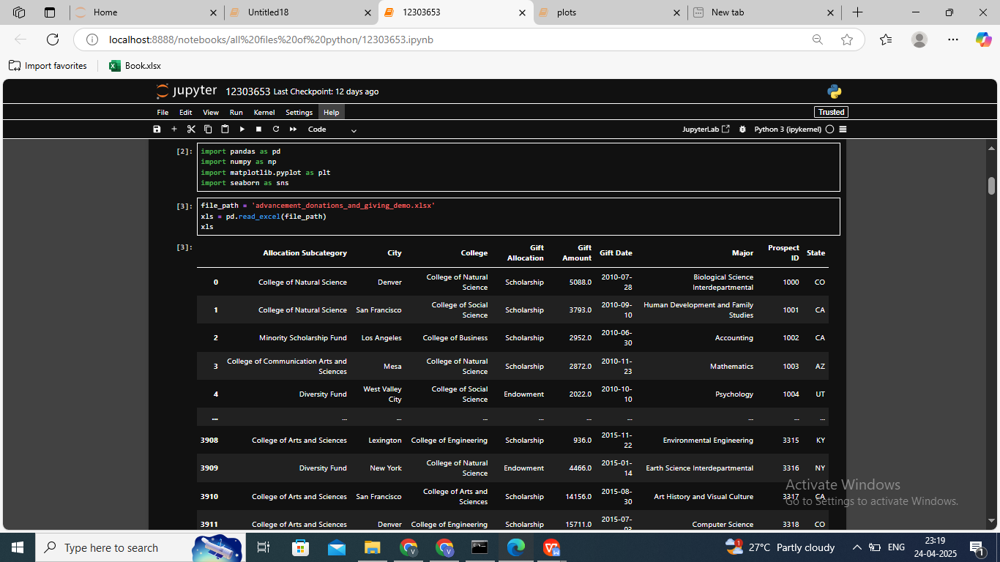 Home
Untitled18
12303653
plots
New tab
localhost:8888/notebooks/all%20files%20of%20python/12303653.ipynb
Import favorites
Book.xlsx
jupyter 12303653 Last Checkpoint: 12 days ago
File Edit View Run Kernel Settings Help
Trusted
Code
JupyterLab
Python 3 (ipykernel)
[2]: import pandas as pd
import numpy as np
import matplotlib.pyplot as plt
import seaborn as sns
[3]: file_path = 'advancement_donations_and_giving_demo.xlsx'
xls = pd.read_excel(file_path)
xls
[3]:
Allocation Subcategory City College Gift Allocation Gift Amount Gift Date Major Prospect ID State
0 College of Natural Science Denver College of Natural Science Scholarship 5088.0 2010-07-28 Biological Science Interdepartmental 1000 CO
1 College of Natural Science San Francisco College of Social Science Scholarship 3793.0 2010-09-10 Human Development and Family Studies 1001 CA
2 Minority Scholarship Fund Los Angeles College of Business Scholarship 2952.0 2010-06-30 Accounting 1002 CA
3 College of Communication Arts and Sciences Mesa College of Natural Science Scholarship 2872.0 2010-11-23 Mathematics 1003 AZ
4 Diversity Fund West Valley City College of Social Science Endowment 2022.0 2010-10-10 Psychology 1004 UT
... ... ... ... ... ... ... ... ... ...
3908 College of Arts and Sciences Lexington College of Engineering Scholarship 936.0 2015-11-22 Environmental Engineering 3315 KY
3909 Diversity Fund New York College of Natural Science Endowment 4466.0 2015-01-14 Earth Science Interdepartmental 3316 NY
3910 College of Arts and Sciences San Francisco College of Arts and Sciences Scholarship 14156.0 2015-08-30 Art History and Visual Culture 3317 CA
3911 College of Arts and Sciences Denver College of Engineering Scholarship 15711.0 2015-07-03 Computer Science 3318 CO
Activate Windows
Go to Settings to activate Windows.
Type here to search
27°C Partly cloudy
ENG
23:19
24-04-2025
1